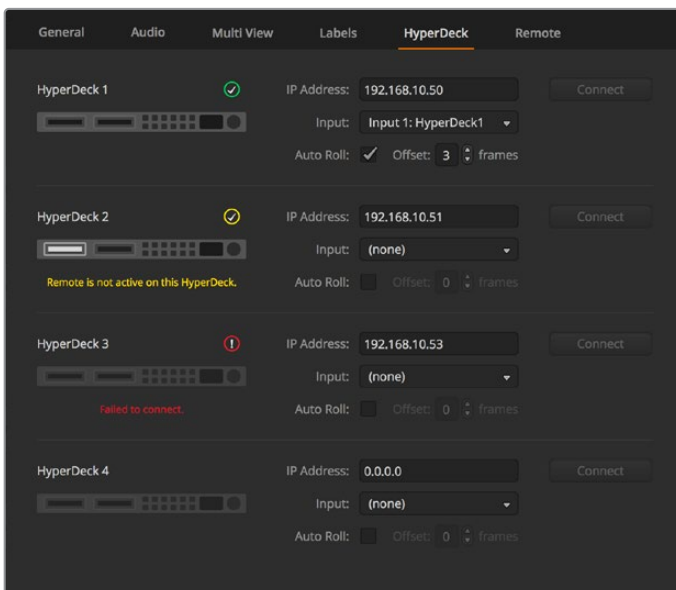 General Audio Multi View Labels HyperDeck Remote
HyperDeck 1 IP Address: 192.168.10.50 Connect
Input: Input 1: HyperDeck1
Auto Roll: Offset: 3 frames
HyperDeck 2 IP Address: 192.168.10.51 Connect
Input: (none)
Remote is not active on this HyperDeck. Auto Roll: Offset: 0 frames
HyperDeck 3 IP Address: 192.168.10.53 Connect
Input: (none)
Failed to connect. Auto Roll: Offset: 0 frames
HyperDeck 4 IP Address: 0.0.0.0 Connect
Input: (none)
Auto Roll: Offset: 0 frames